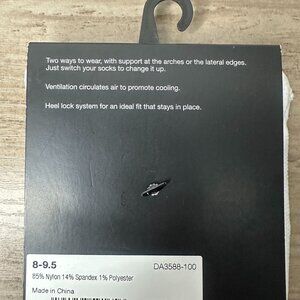 Two ways to wear, with support at the arches or the lateral edges.
Just switch your socks to change it up.
Ventilation circulates air to promote cooling.
Heel lock system for an ideal fit that stays in place.
8-9.5
DA3588-100
85% Nylon 14% Spandex 1% Polyester
Made in China